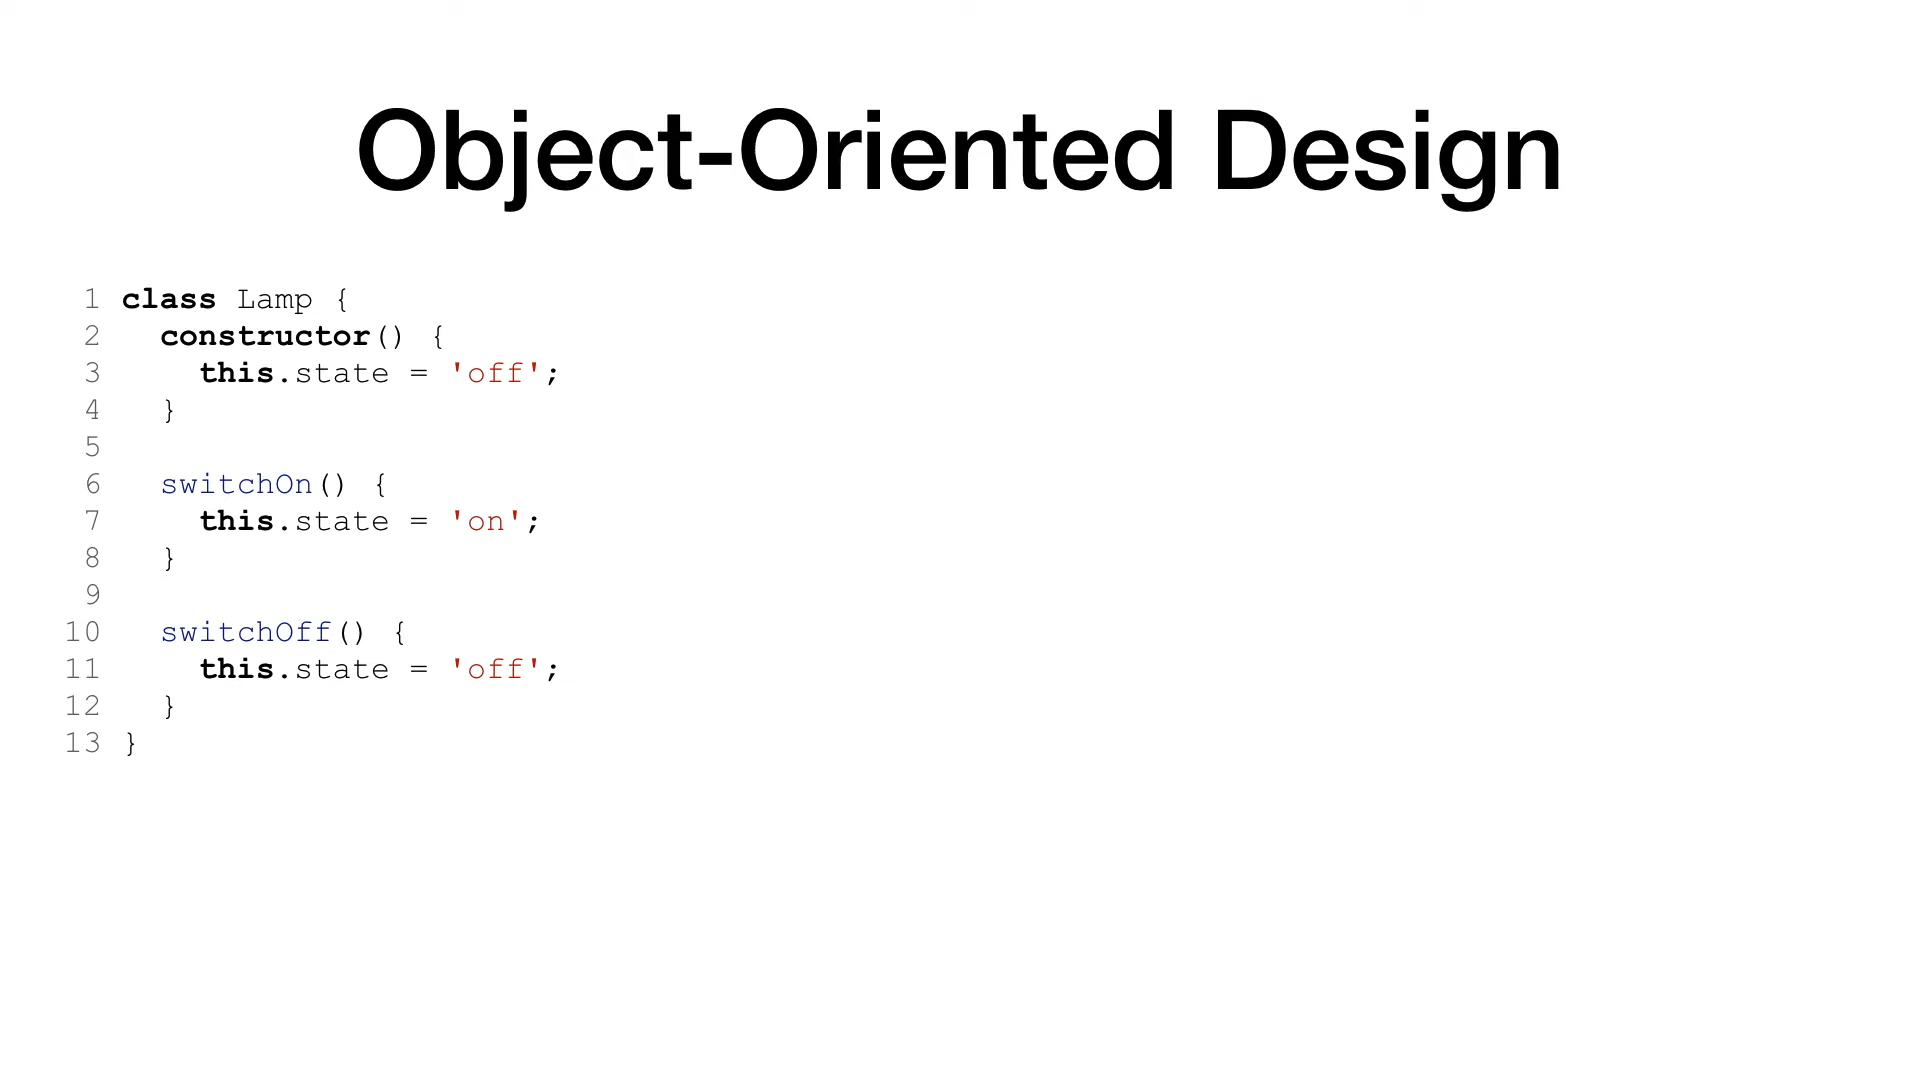 Object-Oriented Design
1 class Lamp {
2   constructor() {
3     this.state = 'off';
4   }
5
6   switchOn() {
7     this.state = 'on';
8   }
9
10   switchOff() {
11     this.state = 'off';
12   }
13 }